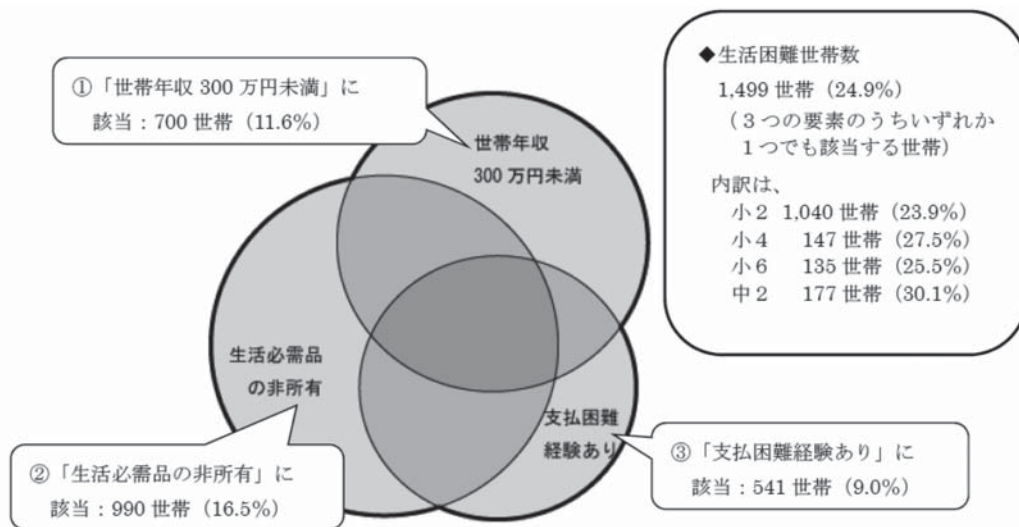 ①「世帯年収 300 万円未満」に
該当：700 世帯（11.6%）
世帯年収
300 万円未満
◆生活困難世帯数
1,499 世帯（24.9%）
（３つの要素のうちいずれか
１つでも該当する世帯）
内訳は、
小２ 1,040 世帯（23.9%）
小４ 147 世帯（27.5%）
小６ 135 世帯（25.5%）
中２ 177 世帯（30.1%）
生活必需品
の非所有
支払困難
経験あり
②「生活必需品の非所有」に
該当：990 世帯（16.5%）
③「支払困難経験あり」に
該当：541 世帯（9.0%）